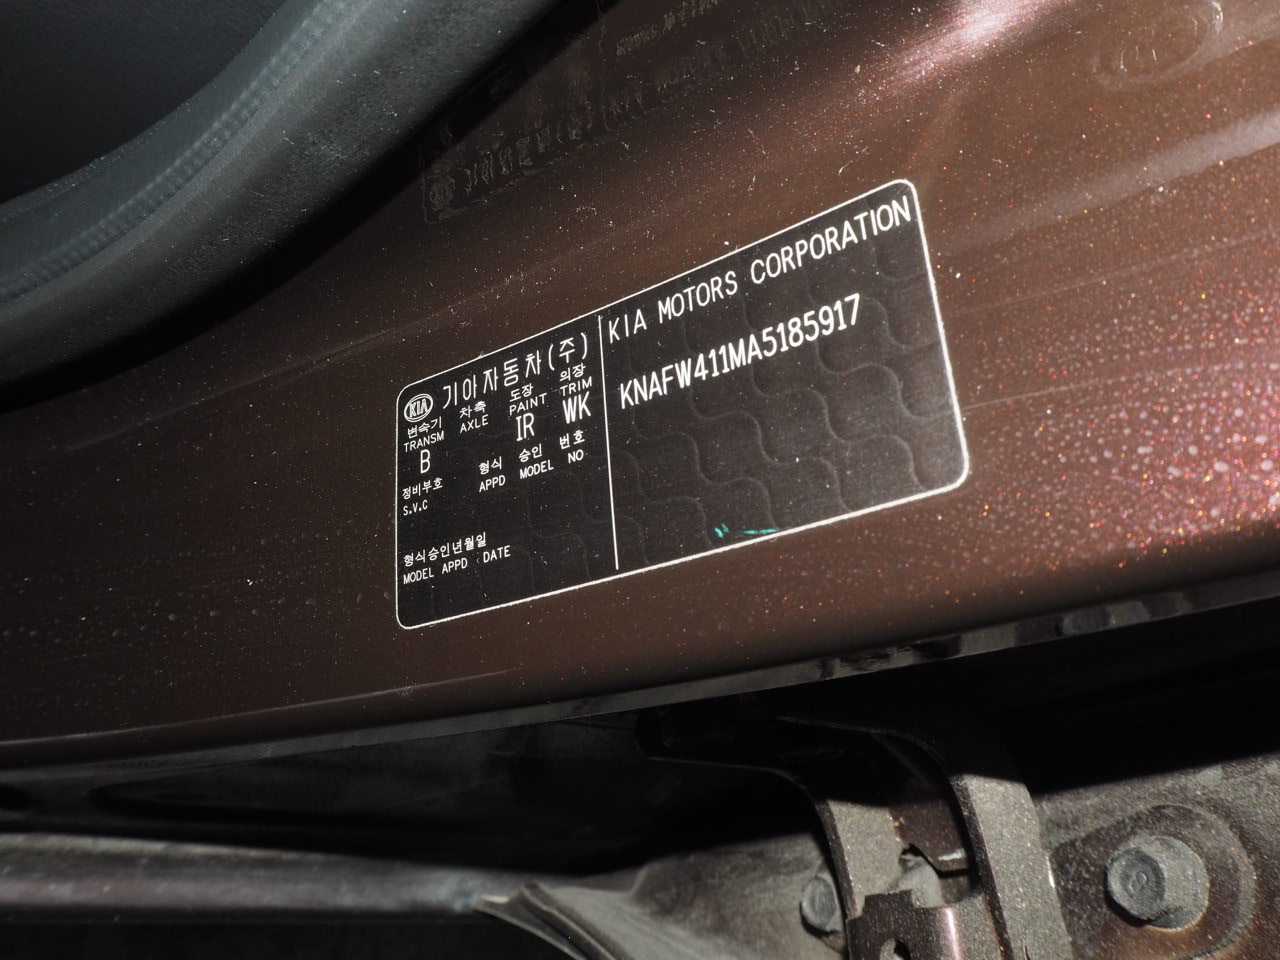 KIA 기아자동차(주)
변속기 차축 도장 의장
TRANSM AXLE PAINT TRIM
B IR WK
정비부호 형식 승인 번호
S.V.C APPD MODEL NO
형식승인년월일
MODEL APPD DATE
KIA MOTORS CORPORATION
KNAFW411MA5185917